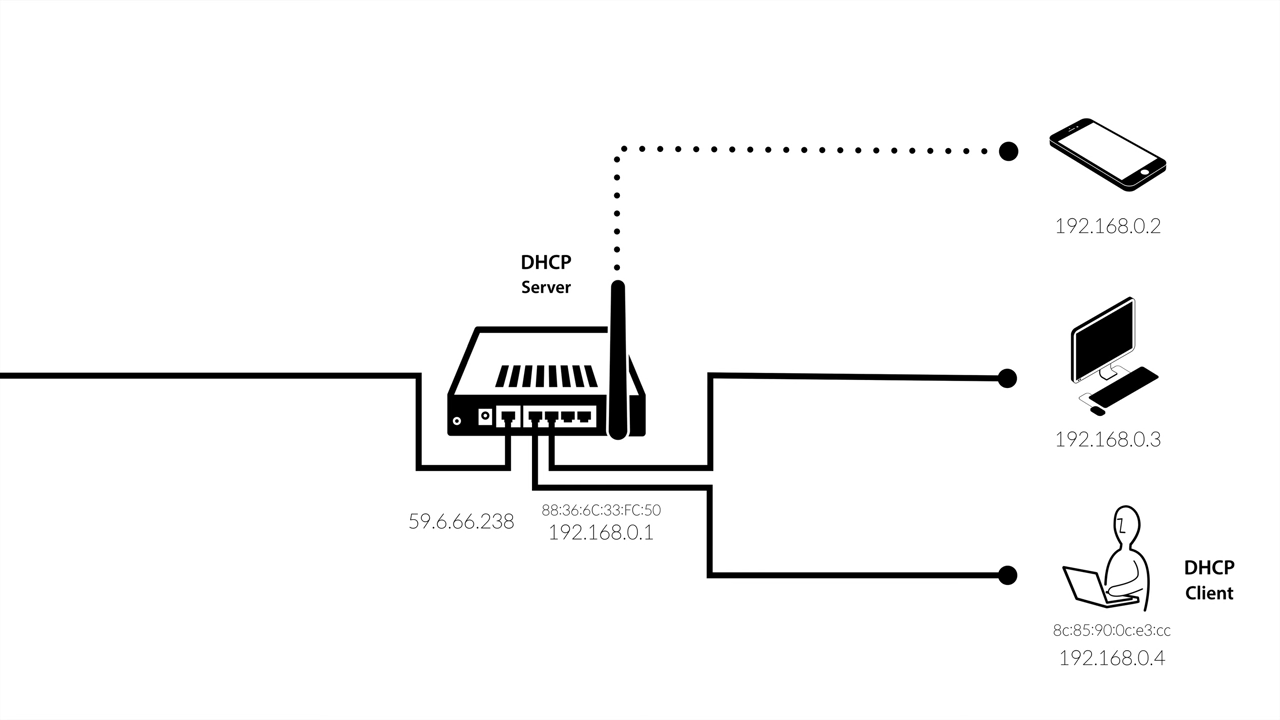 192.168.0.2
DHCP
Server
192.168.0.3
59.6.66.238
88:36:6C:33:FC:50
192.168.0.1
DHCP
Client
8c:85:90:0c:e3:cc
192.168.0.4